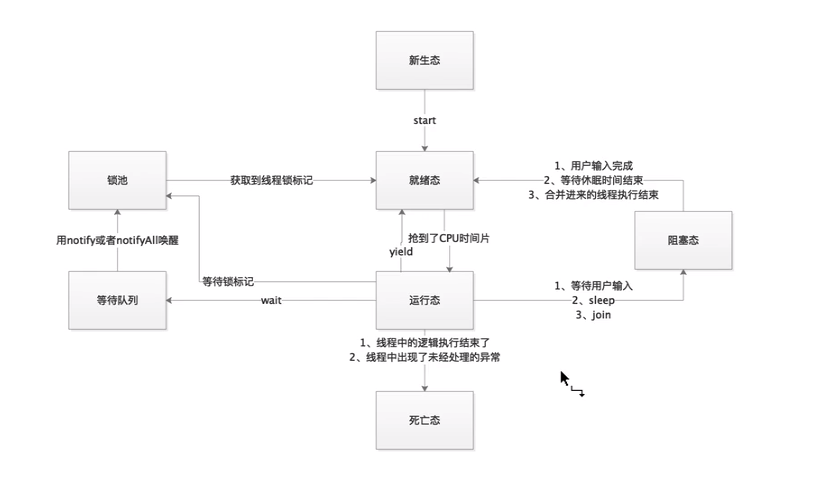 新生态
start
锁池
获取到线程锁标记
就绪态
1、用户输入完成
2、等待休眠时间结束
3、合并进来的线程执行结束
用notify或者notifyAll唤醒
抢到了CPU时间片
yield
阻塞态
等待队列
等待锁标记
wait
运行态
1、等待用户输入
2、sleep
3、join
1、线程中的逻辑执行结束了
2、线程中出现了未经处理的异常
死亡态